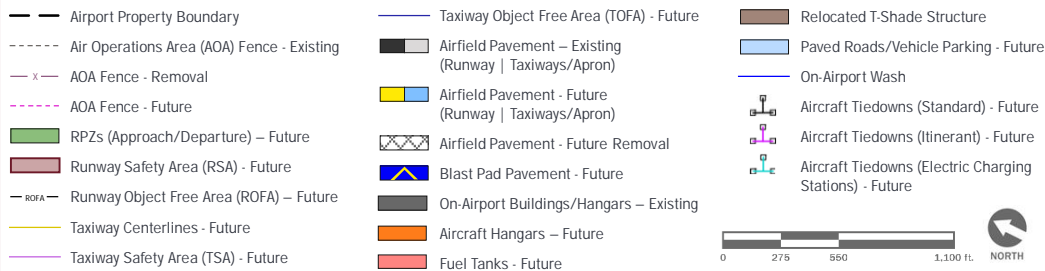 Airport Property Boundary
Air Operations Area (AOA) Fence - Existing
X
AOA Fence - Removal
AOA Fence - Future
RPZs (Approach/Departure) – Future
Runway Safety Area (RSA) - Future
ROFA
Runway Object Free Area (ROFA) – Future
Taxiway Centerlines - Future
Taxiway Safety Area (TSA) - Future
Taxiway Object Free Area (TOFA) - Future
Airfield Pavement – Existing
(Runway | Taxiways/Apron)
Airfield Pavement - Future
(Runway | Taxiways/Apron)
Airfield Pavement - Future Removal
Blast Pad Pavement - Future
On-Airport Buildings/Hangars – Existing
Aircraft Hangars – Future
Fuel Tanks - Future
Relocated T-Shade Structure
Paved Roads/Vehicle Parking - Future
On-Airport Wash
Aircraft Tiedowns (Standard) - Future
Aircraft Tiedowns (Itinerant) - Future
Aircraft Tiedowns (Electric Charging
Stations) - Future
0 275 550 1,100 ft.
NORTH